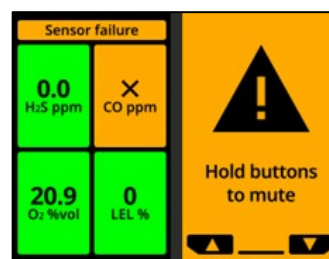 Sensor failure
0.0
H₂S ppm
×
CO ppm
20.9
O₂ %vol
0
LEL %
Hold buttons
to mute